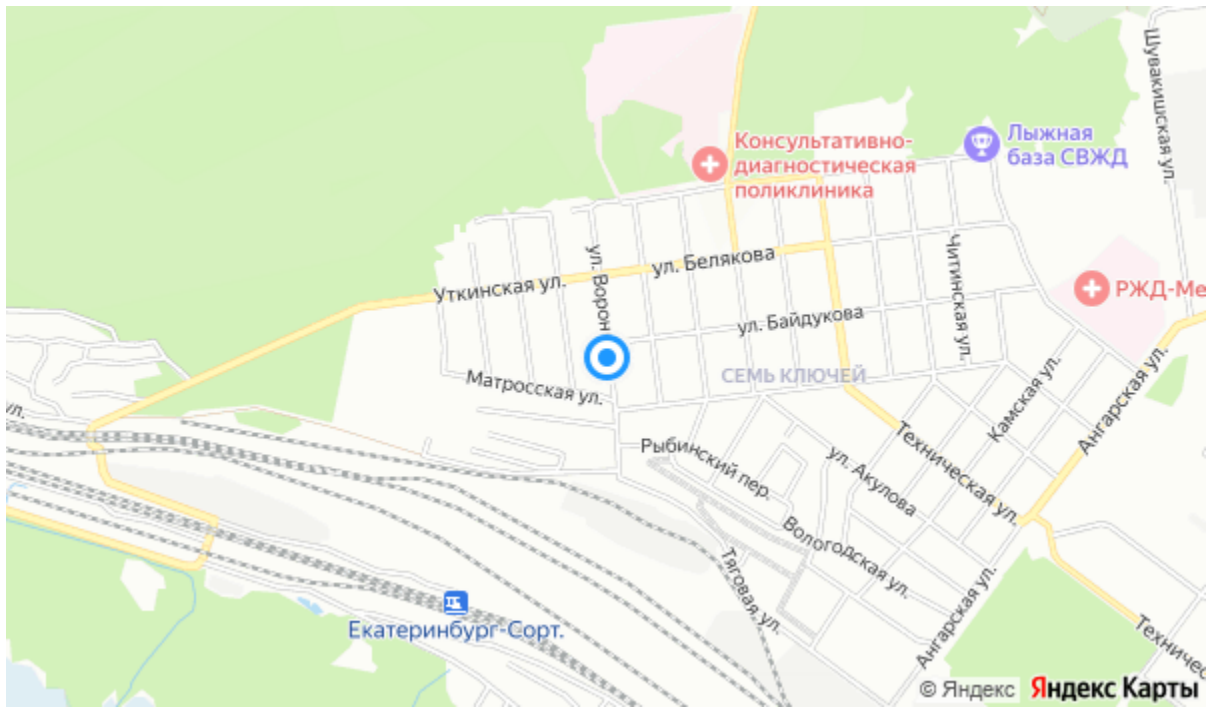 Шувакишская ул.
Консультативно-
диагностическая
поликлиника
Лыжная
база СВЖД
ул. Ворон
ул. Белякова
Читинская ул.
Уткинская ул.
РЖД-Ме
ул. Байдукова
СЕМЬ КЛЮЧЕЙ
Матросская ул.
Камская ул.
Ангарская ул.
ул.
Рыбинский пер.
ул. Акулова
Техническая ул.
Вологодская ул.
Тяговая ул.
Екатеринбург-Сорт.
Ангарская ул.
Техничес
© Яндекс Яндекс Карты